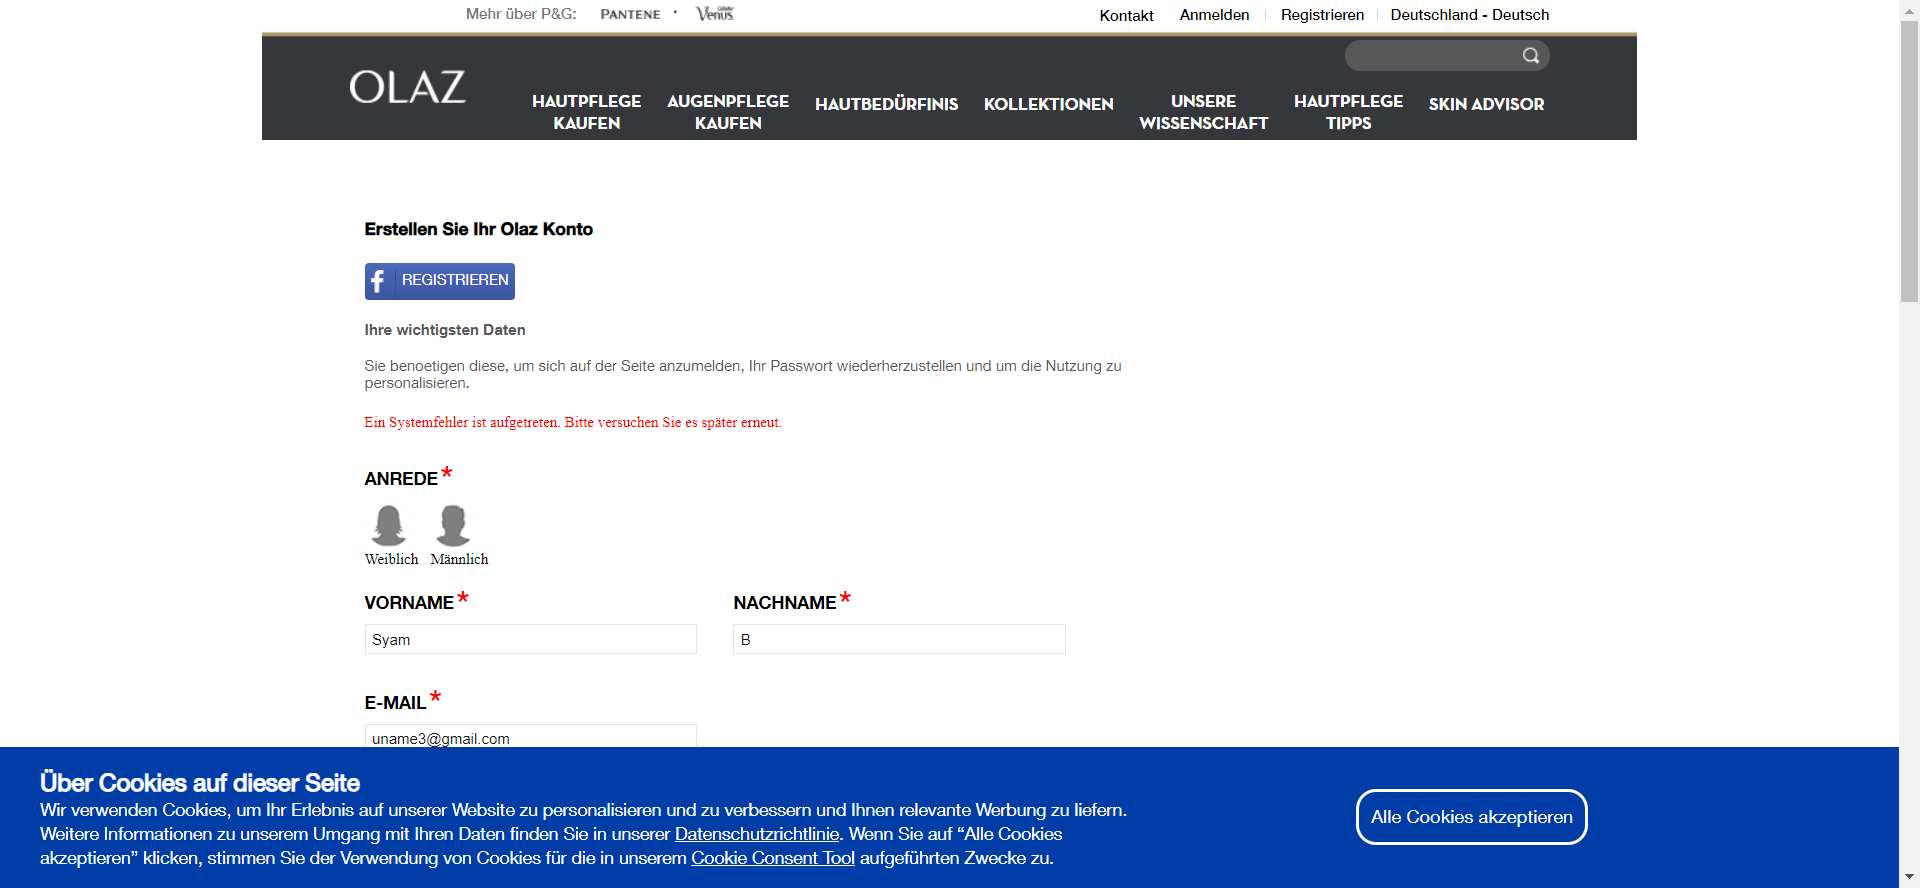 Mehr über P&G: PANTENE · Gillette Venus
Kontakt Anmelden Registrieren Deutschland - Deutsch
OLAZ
HAUTPFLEGE KAUFEN
AUGENPFLEGE KAUFEN
HAUTBEDÜRFINIS
KOLLEKTIONEN
UNSERE WISSENSCHAFT
HAUTPFLEGE TIPPS
SKIN ADVISOR
Erstellen Sie Ihr Olaz Konto
f REGISTRIEREN
Ihre wichtigsten Daten
Sie benoetigen diese, um sich auf der Seite anzumelden, Ihr Passwort wiederherzustellen und um die Nutzung zu
personalisieren.
Ein Systemfehler ist aufgetreten. Bitte versuchen Sie es später erneut.
ANREDE*
Weiblich Männlich
VORNAME* NACHNAME*
Syam B
E-MAIL*
uname3@gmail.com
Über Cookies auf dieser Seite
Wir verwenden Cookies, um Ihr Erlebnis auf unserer Website zu personalisieren und zu verbessern und Ihnen relevante Werbung zu liefern.
Weitere Informationen zu unserem Umgang mit Ihren Daten finden Sie in unserer Datenschutzrichtlinie. Wenn Sie auf “Alle Cookies
akzeptieren” klicken, stimmen Sie der Verwendung von Cookies für die in unserem Cookie Consent Tool aufgeführten Zwecke zu.
Alle Cookies akzeptieren